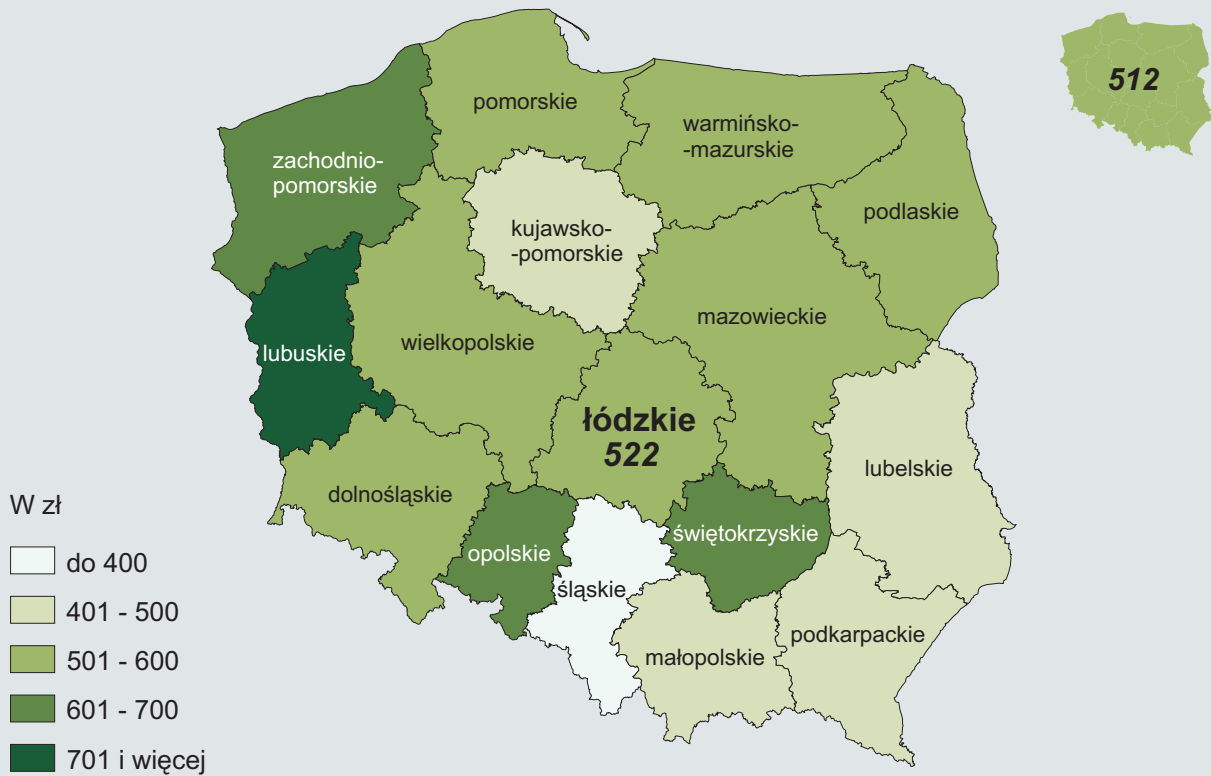 512
pomorskie
warmińsko-
-mazurskie
zachodnio-
pomorskie
podlaskie
kujawsko-
-pomorskie
mazowieckie
wielkopolskie
lubuskie
łódzkie
522
lubelskie
dolnośląskie
świętokrzyskie
opolskie
śląskie
podkarpackie
małopolskie
W zł
do 400
401 - 500
501 - 600
601 - 700
701 i więcej